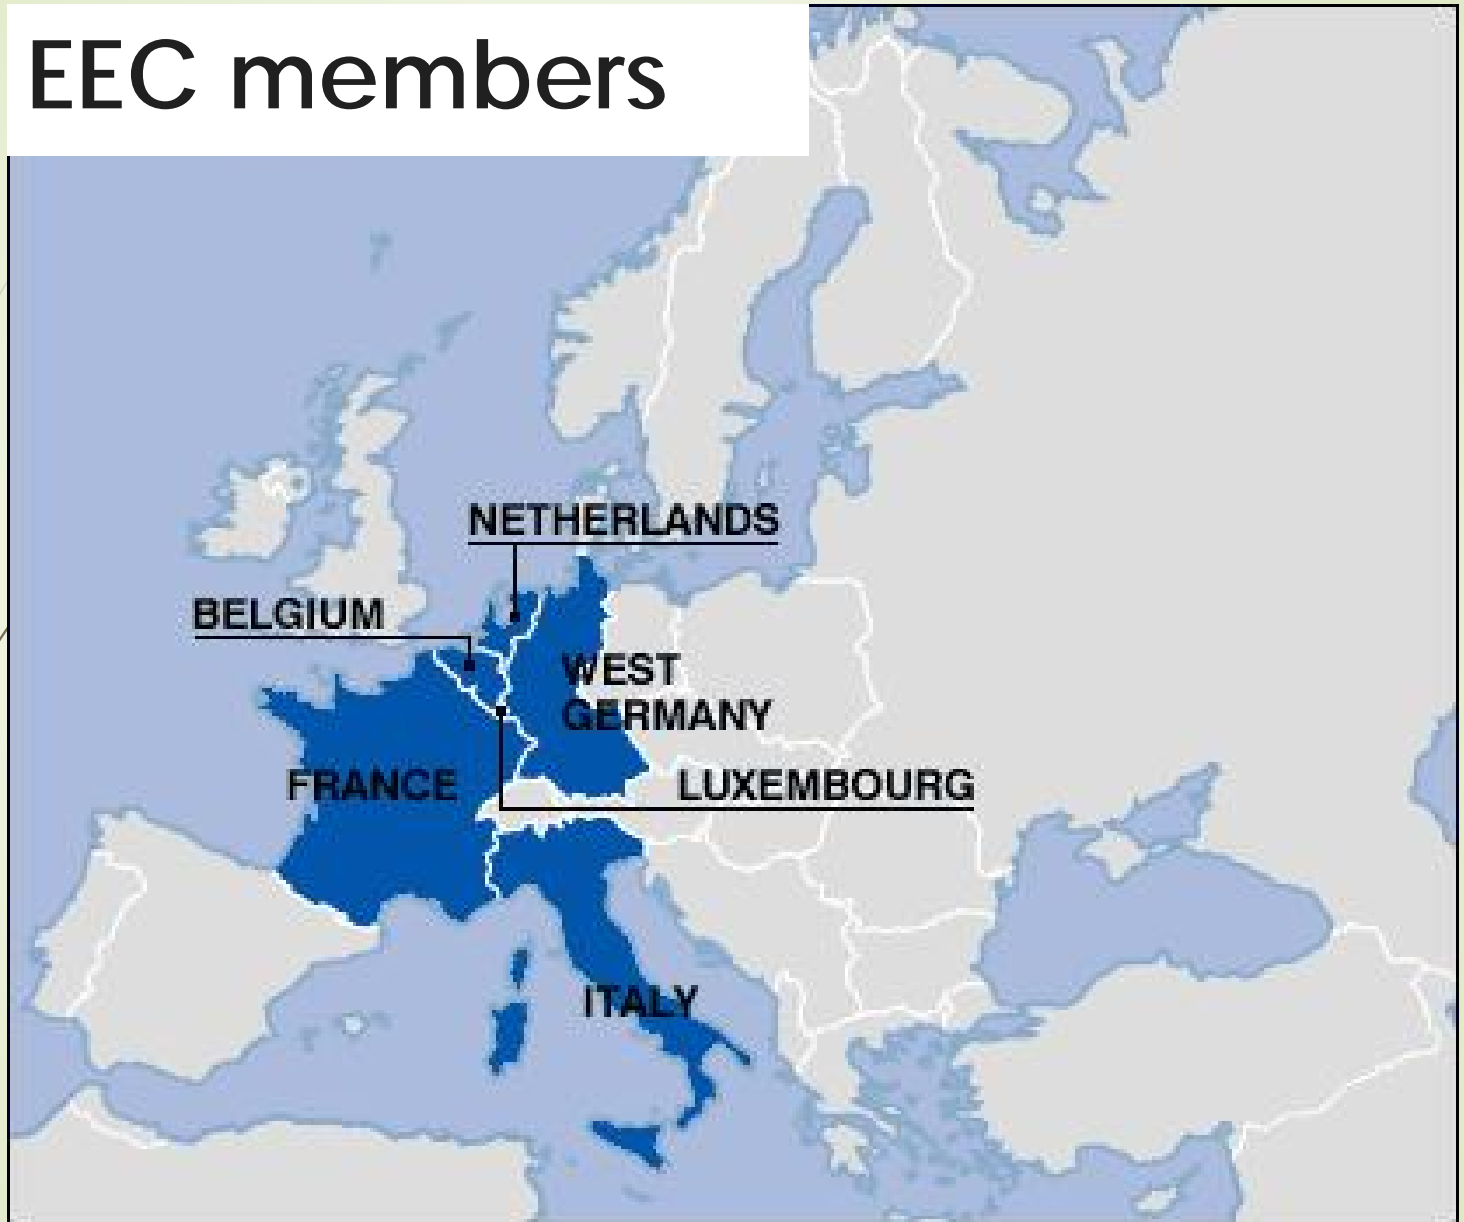 EEC members
NETHERLANDS
BELGIUM
WEST
GERMANY
FRANCE
LUXEMBOURG
ITALY